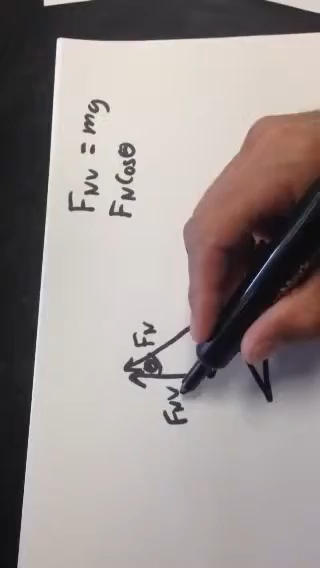 F_NV = mg
F_N Cosθ
F_N
θ
F_NV